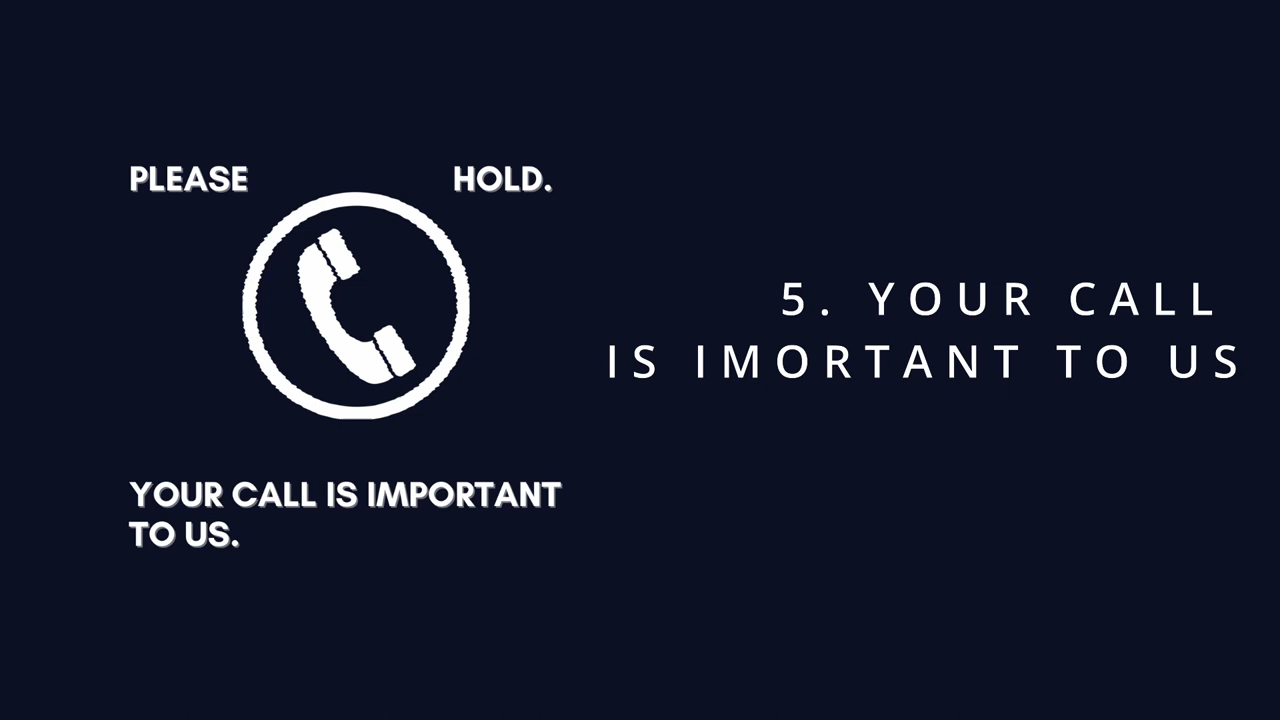 PLEASE HOLD.
YOUR CALL IS IMPORTANT
TO US.
5. YOUR CALL
IS IMORTANT TO US